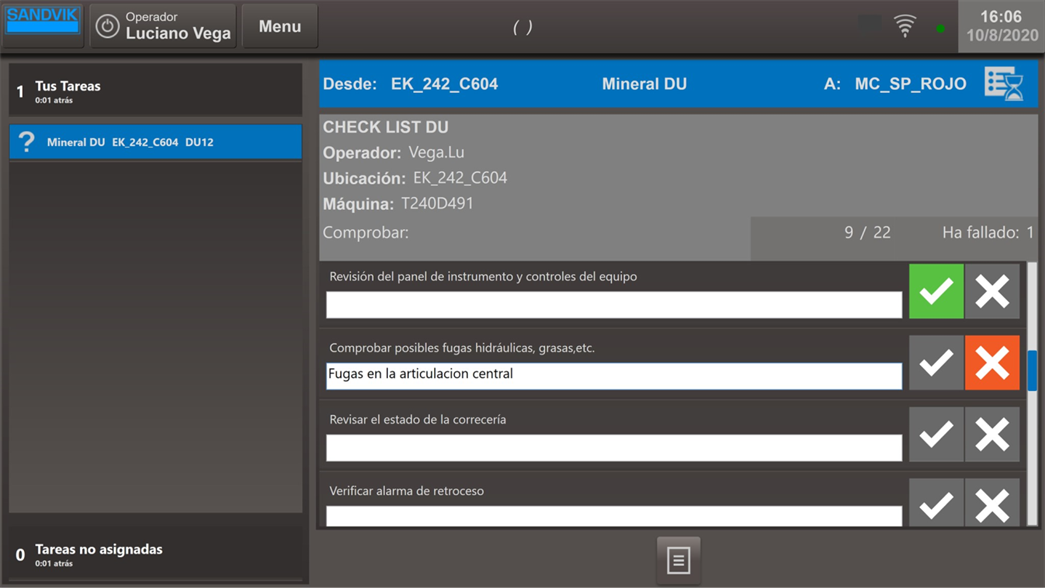 SANDVIK
Operador
Luciano Vega
Menu
( )
16:06
10/8/2020
1 Tus Tareas
0:01 atrás
? Mineral DU EK_242_C604 DU12
0 Tareas no asignadas
0:01 atrás
Desde: EK_242_C604 Mineral DU A: MC_SP_ROJO
CHECK LIST DU
Operador: Vega.Lu
Ubicación: EK_242_C604
Máquina: T240D491
Comprobar: 9 / 22 Ha fallado: 1
Revisión del panel de instrumento y controles del equipo
Comprobar posibles fugas hidráulicas, grasas,etc.
Fugas en la articulacion central
Revisar el estado de la correcería
Verificar alarma de retroceso